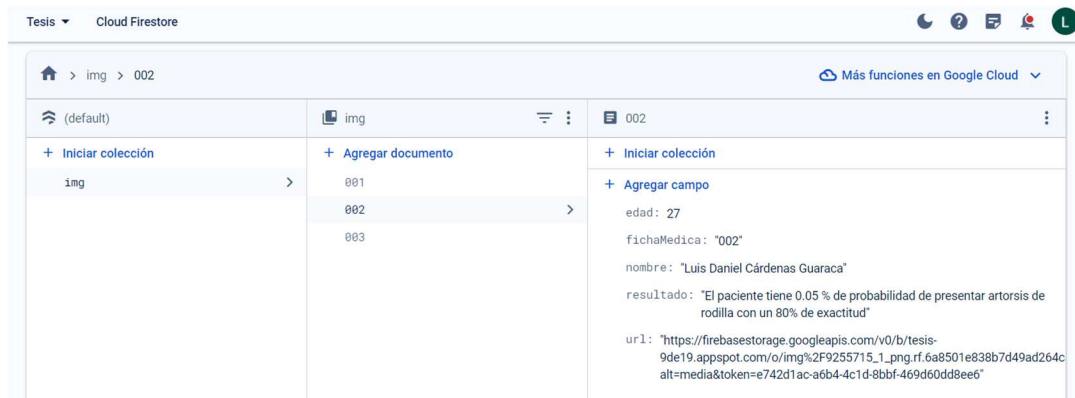 Tesis Cloud Firestore
L
img > 002
Más funciones en Google Cloud
(default)
img
002
+ Iniciar colección
+ Agregar documento
+ Iniciar colección
img
001
002
003
+ Agregar campo
edad: 27
fichaMedica: "002"
nombre: "Luis Daniel Cárdenas Guaraca"
resultado: "El paciente tiene 0.05 % de probabilidad de presentar artorsis de
rodilla con un 80% de exactitud"
url: "https://firebasestorage.googleapis.com/v0/b/tesis-
9de19.appspot.com/o/img%2F9255715_1_png.rf.6a8501e838b7d49ad264c
alt=media&token=e742d1ac-a6b4-4c1d-8bbf-469d60dd8ee6"